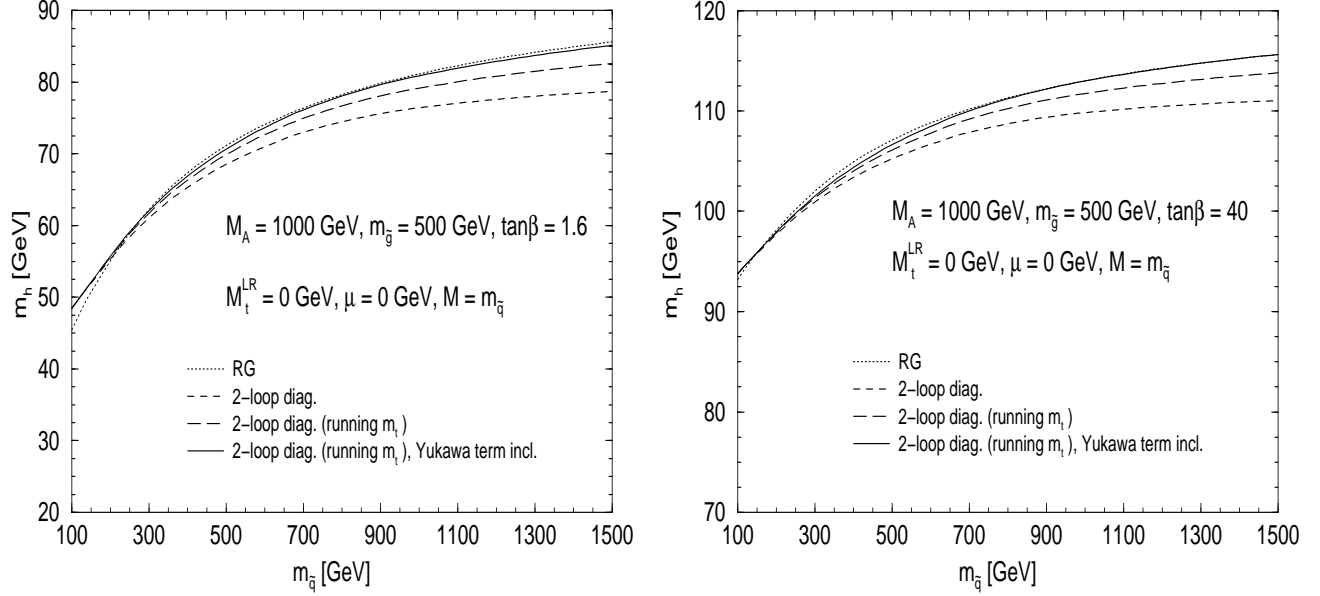 90
80
70
60
50
40
30
20
m_h [GeV]
M_A = 1000 GeV, m_g̃ = 500 GeV, tanβ = 1.6
M_t^LR = 0 GeV, μ = 0 GeV, M = m_q̃
RG
2−loop diag.
2−loop diag. (running m_t )
2−loop diag. (running m_t ), Yukawa term incl.
100 300 500 700 900 1100 1300 1500
m_q̃ [GeV]
120
110
100
90
80
70
m_h [GeV]
M_A = 1000 GeV, m_g̃ = 500 GeV, tanβ = 40
M_t^LR = 0 GeV, μ = 0 GeV, M = m_q̃
RG
2−loop diag.
2−loop diag. (running m_t )
2−loop diag. (running m_t ), Yukawa term incl.
100 300 500 700 900 1100 1300 1500
m_q̃ [GeV]